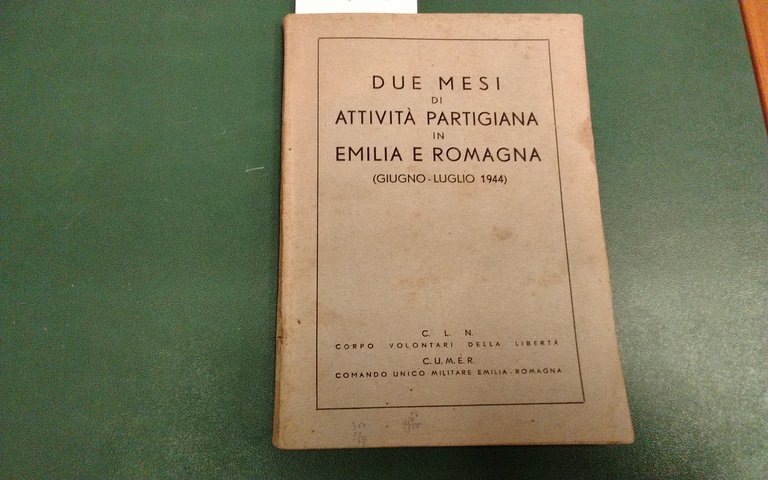 DUE MESI
DI
ATTIVITÀ PARTIGIANA
IN
EMILIA E ROMAGNA
(GIUGNO-LUGLIO 1944)
C. L. N.
CORPO VOLONTARI DELLA LIBERTÀ
C.U.M.E.R.
COMANDO UNICO MILITARE EMILIA-ROMAGNA